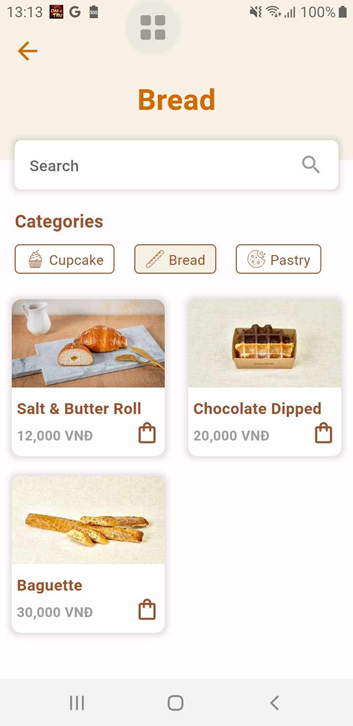 13:13
100%
Bread
Search
Categories
Cupcake
Bread
Pastry
Salt & Butter Roll
12,000 VNĐ
Chocolate Dipped
20,000 VNĐ
Baguette
30,000 VNĐ